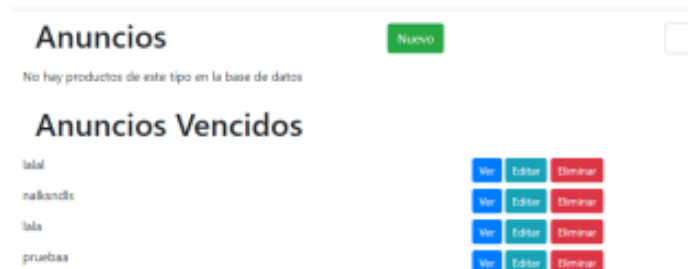 Anuncios Nuevo
No hay productos de este tipo en la base de datos
Anuncios Vencidos
lalal Ver Editar Eliminar
nalksndls Ver Editar Eliminar
lala Ver Editar Eliminar
pruebaa Ver Editar Eliminar